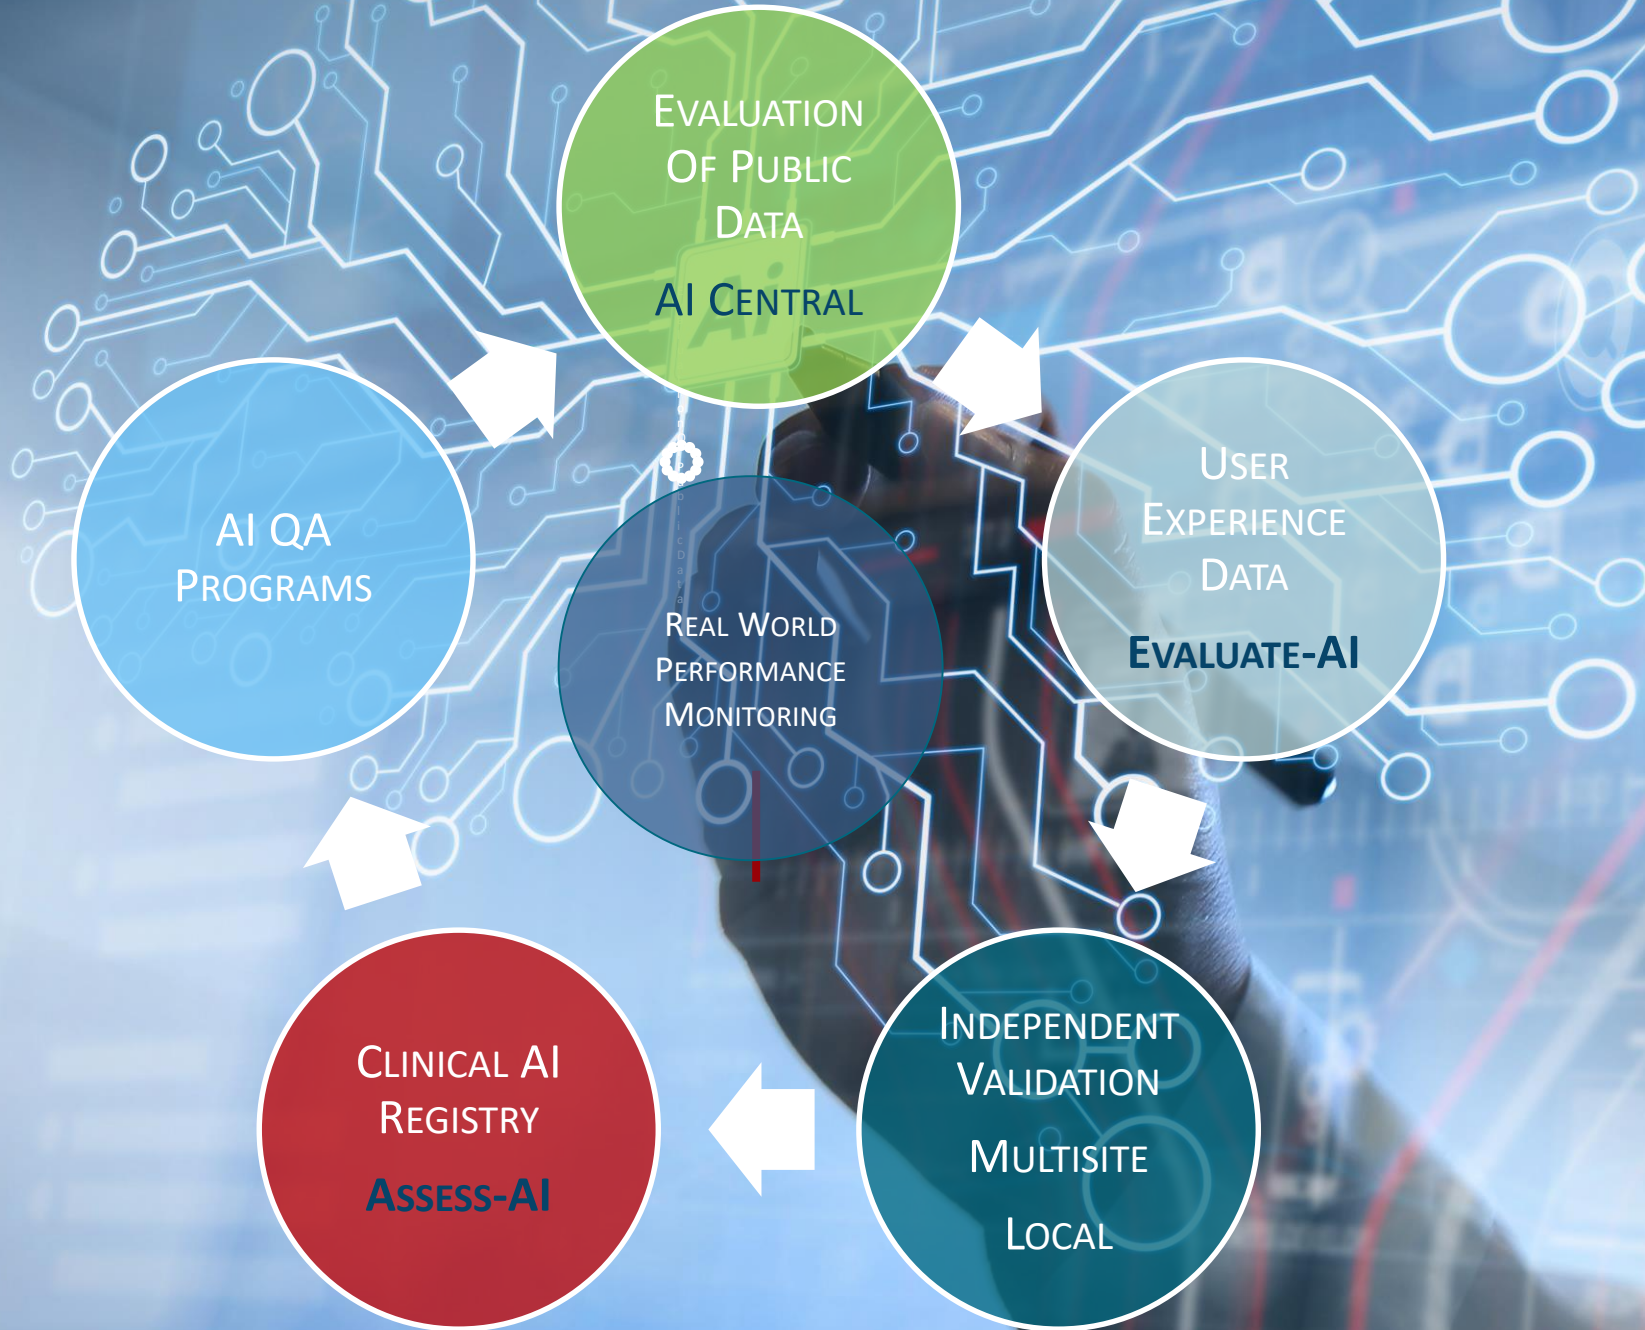 EVALUATION
OF PUBLIC
DATA
AI CENTRAL
Ai
USER
EXPERIENCE
DATA
EVALUATE-AI
INDEPENDENT
VALIDATION
MULTISITE
LOCAL
CLINICAL AI
REGISTRY
ASSESS-AI
AI QA
PROGRAMS
REAL WORLD
PERFORMANCE
MONITORING